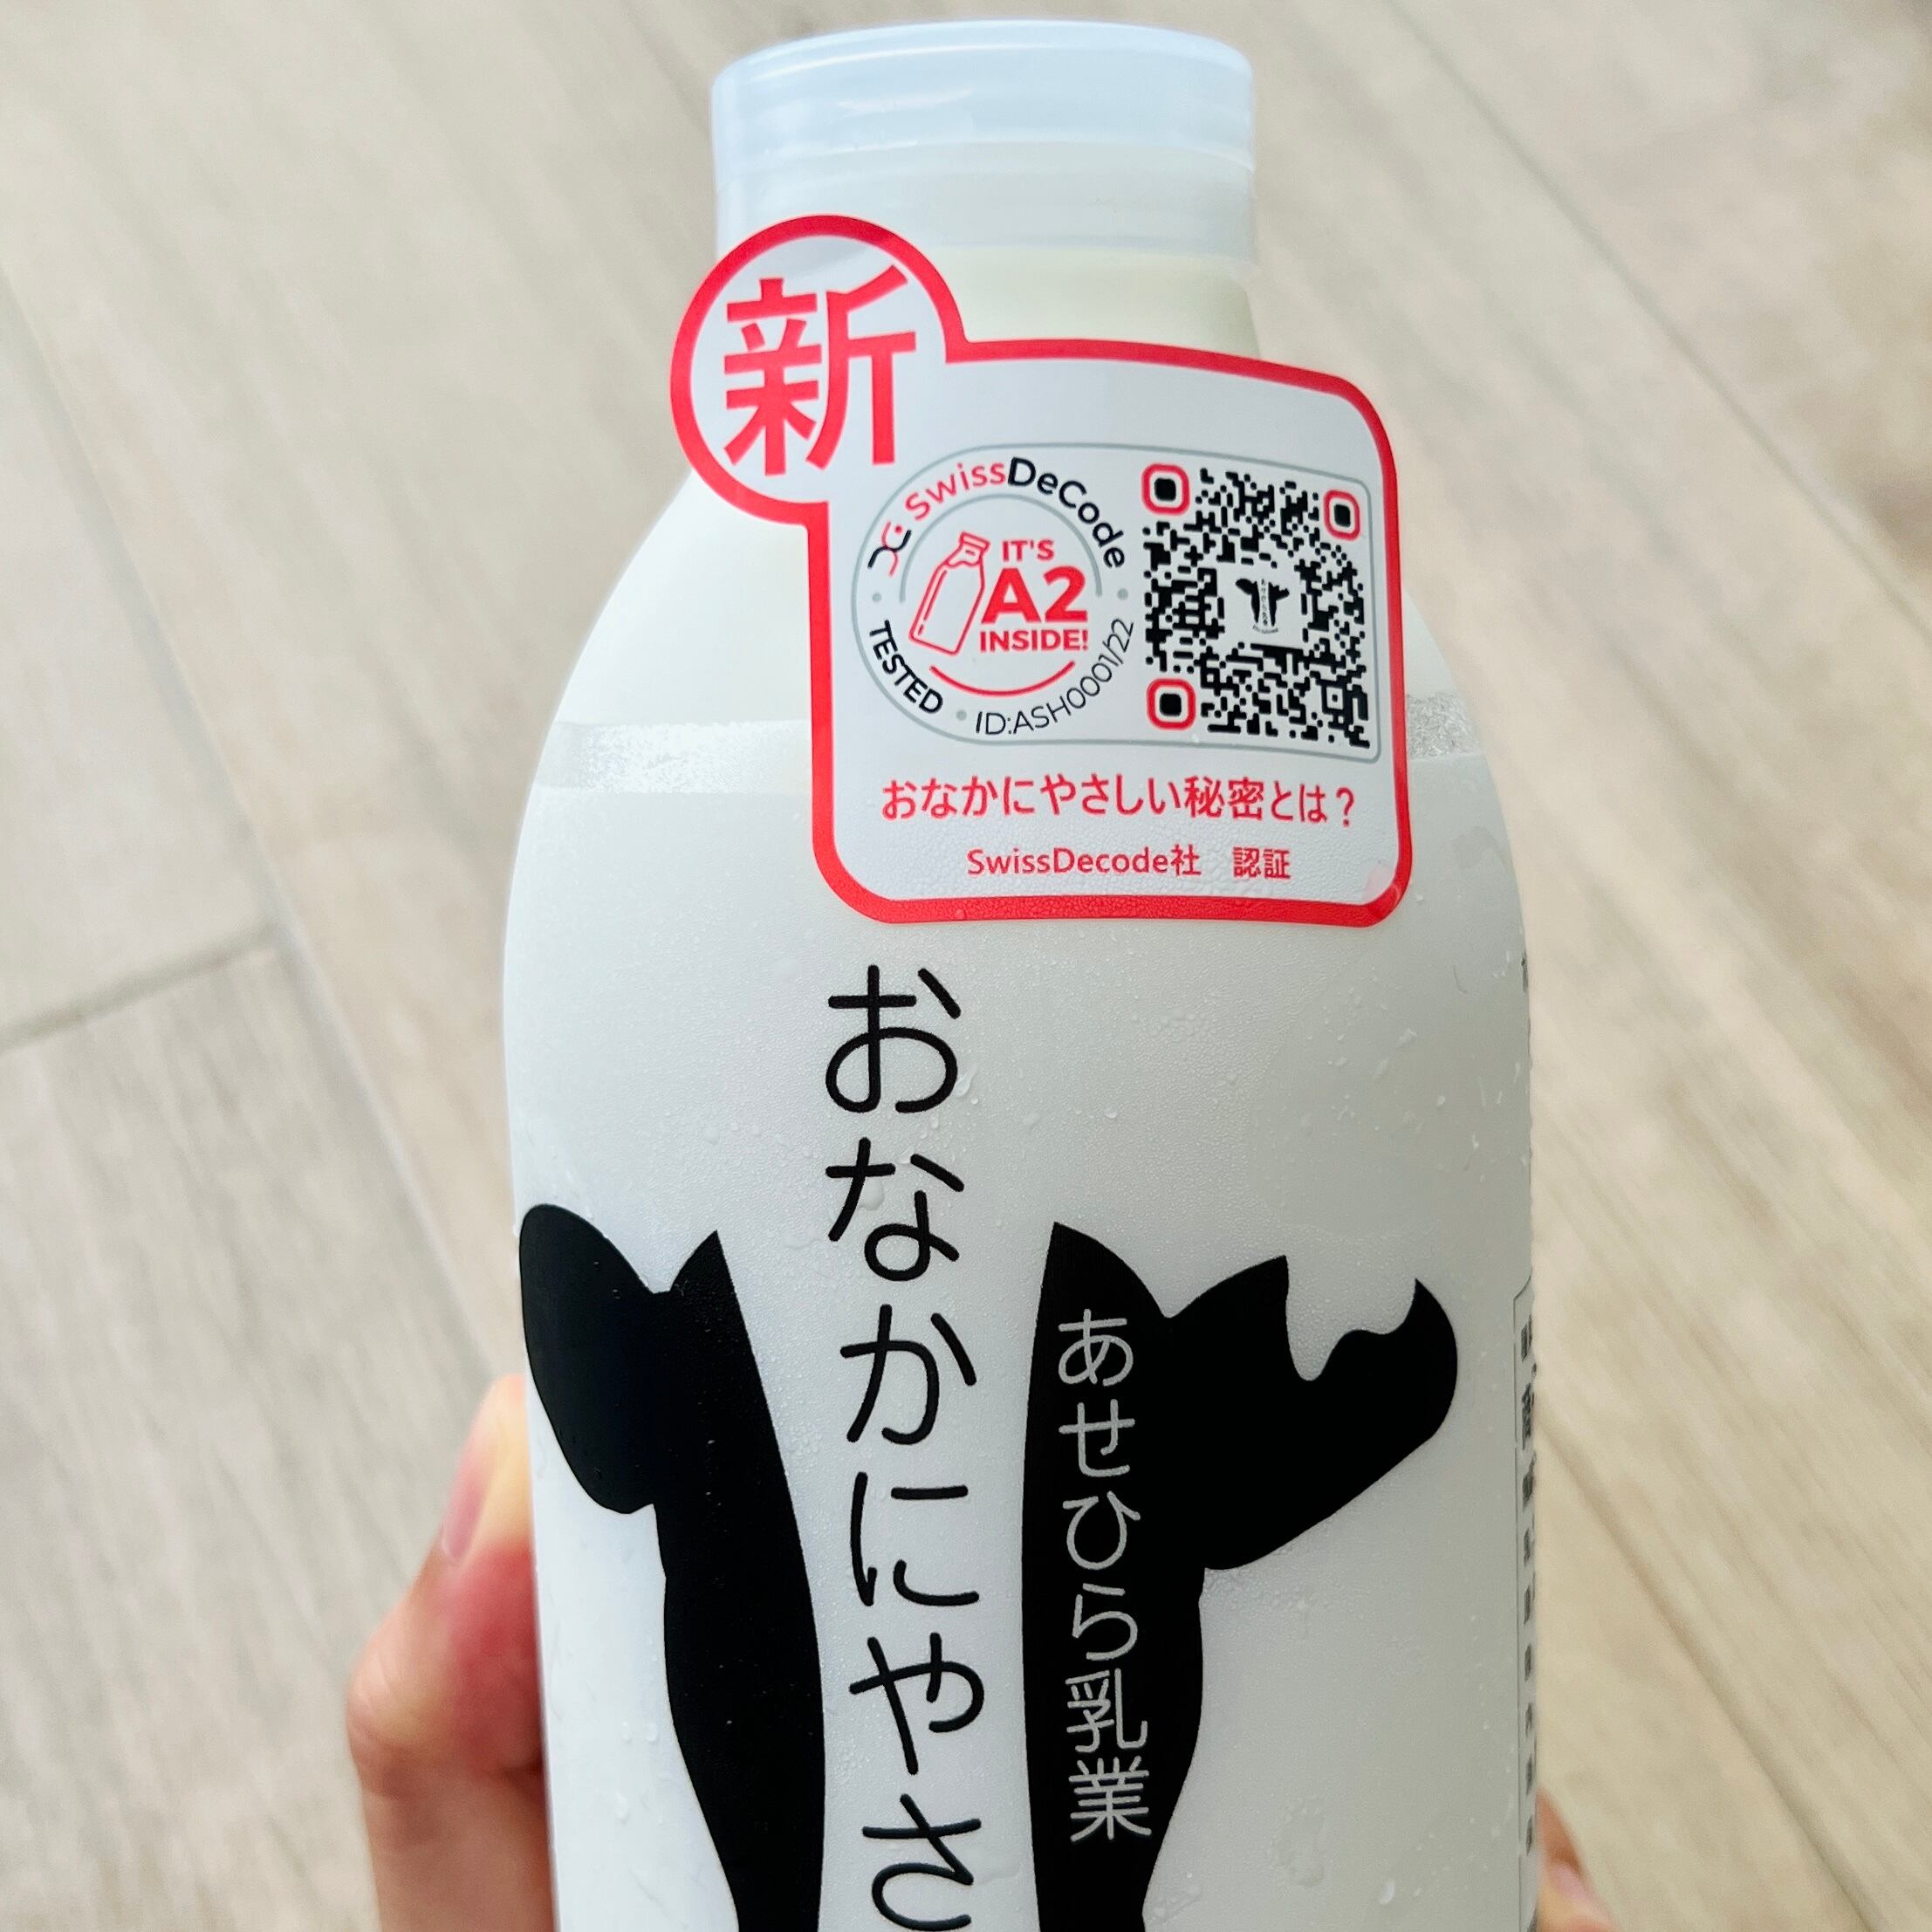 新
SwissDeCode
IT'S
A2
INSIDE!
TESTED
ID:ASH0001/22
おなかにやさしい秘密とは？
SwissDecode社　認証
おなかにやさ
あせひら乳業